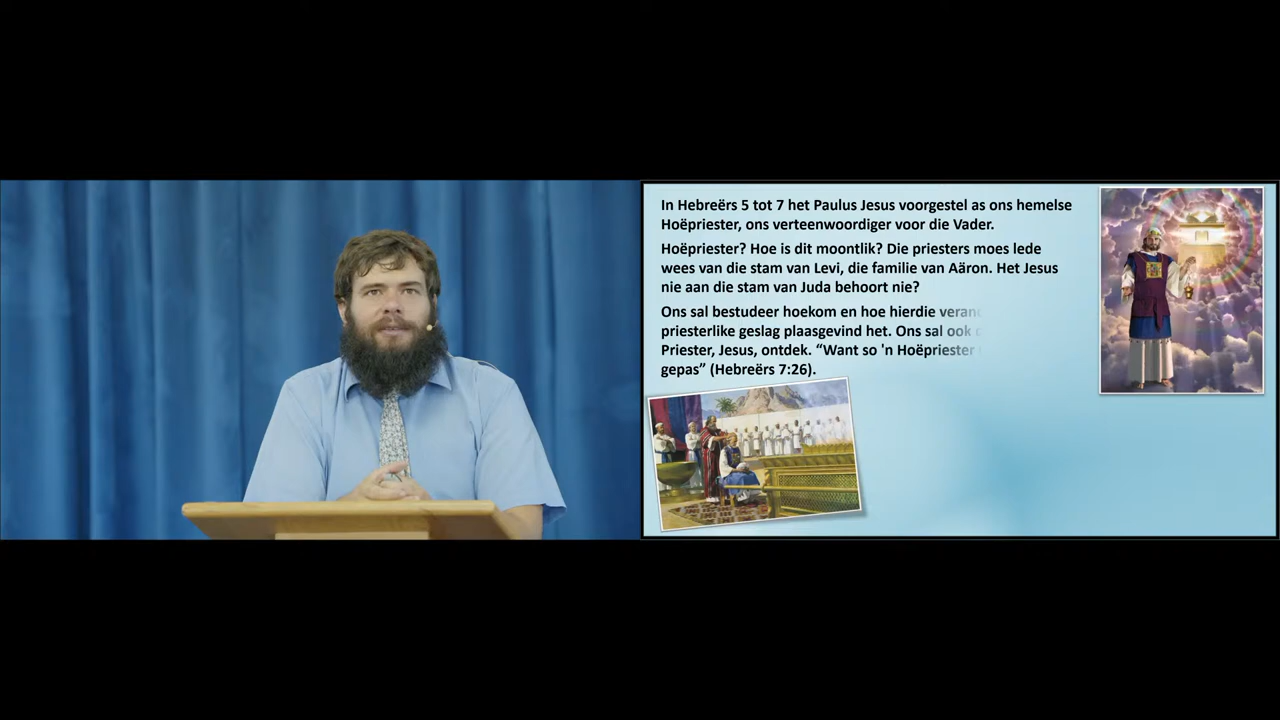 In Hebreërs 5 tot 7 het Paulus Jesus voorgestel as ons hemelse
Hoëpriester, ons verteenwoordiger voor die Vader.
Hoëpriester? Hoe is dit moontlik? Die priesters moes lede
wees van die stam van Levi, die familie van Aäron. Het Jesus
nie aan die stam van Juda behoort nie?
Ons sal bestudeer hoekom en hoe hierdie
priesterlike geslag plaasgevind het. Ons sal ook
Priester, Jesus, ontdek. “Want so 'n Hoëpriester
gepas” (Hebreërs 7:26).